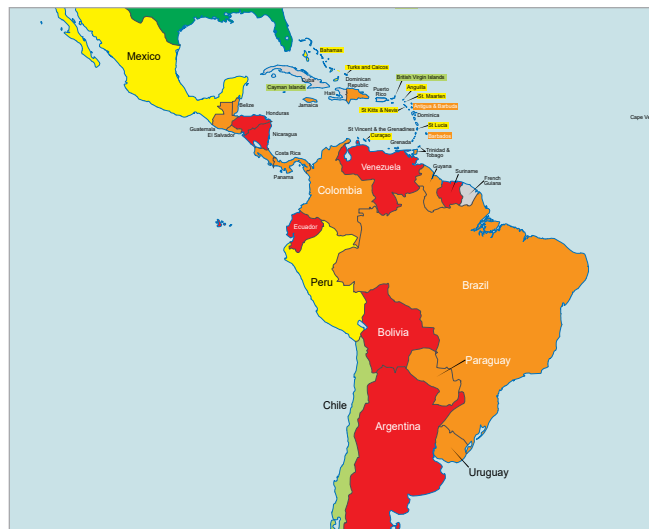 Mexico
Bahamas
Turks and Caicos
Dominican
Republic
British Virgin Islands
Cuba
Cayman Islands
Haiti
Puerto
Rico
Anguilla
St. Maarten
Jamaica
Belize
St Kitts & Nevis
Antigua & Barbuda
Honduras
Dominica
Cape Ve
Guatemala
El Salvador
Nicaragua
St Vincent & the Grenadines
Curaçao
St Lucia
Barbados
Grenada
Costa Rica
Trinidad &
Tobago
Panama
Venezuela
Guyana
Suriname
French
Guiana
Colombia
Ecuador
Peru
Brazil
Bolivia
Paraguay
Chile
Argentina
Uruguay